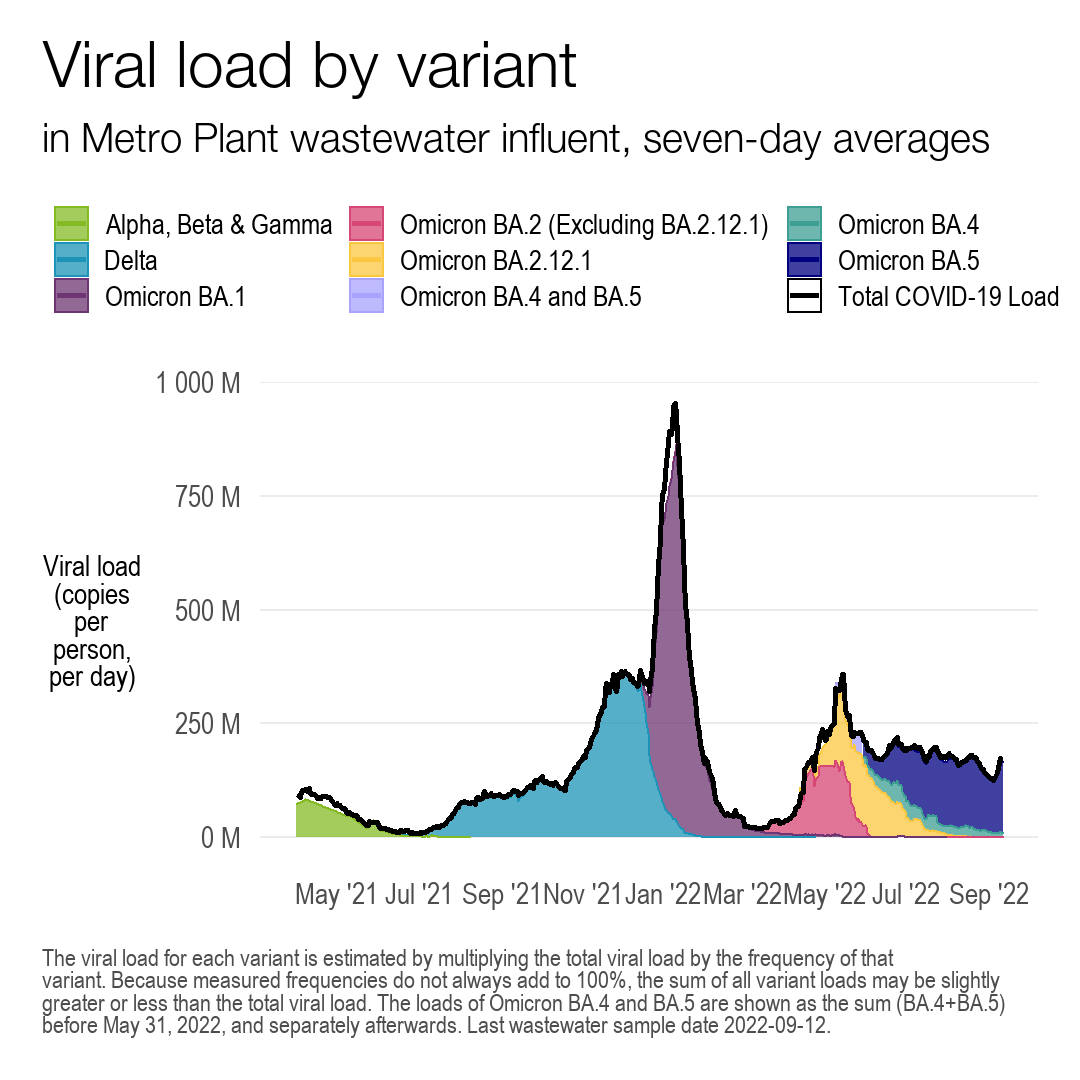 Viral load by variant
in Metro Plant wastewater influent, seven-day averages
Alpha, Beta & Gamma
Delta
Omicron BA.1
Omicron BA.2 (Excluding BA.2.12.1)
Omicron BA.2.12.1
Omicron BA.4 and BA.5
Omicron BA.4
Omicron BA.5
Total COVID-19 Load
Viral load
(copies
per
person,
per day)
1 000 M
750 M
500 M
250 M
0 M
May '21 Jul '21 Sep '21 Nov '21 Jan '22 Mar '22 May '22 Jul '22 Sep '22
The viral load for each variant is estimated by multiplying the total viral load by the frequency of that
variant. Because measured frequencies do not always add to 100%, the sum of all variant loads may be slightly
greater or less than the total viral load. The loads of Omicron BA.4 and BA.5 are shown as the sum (BA.4+BA.5)
before May 31, 2022, and separately afterwards. Last wastewater sample date 2022-09-12.